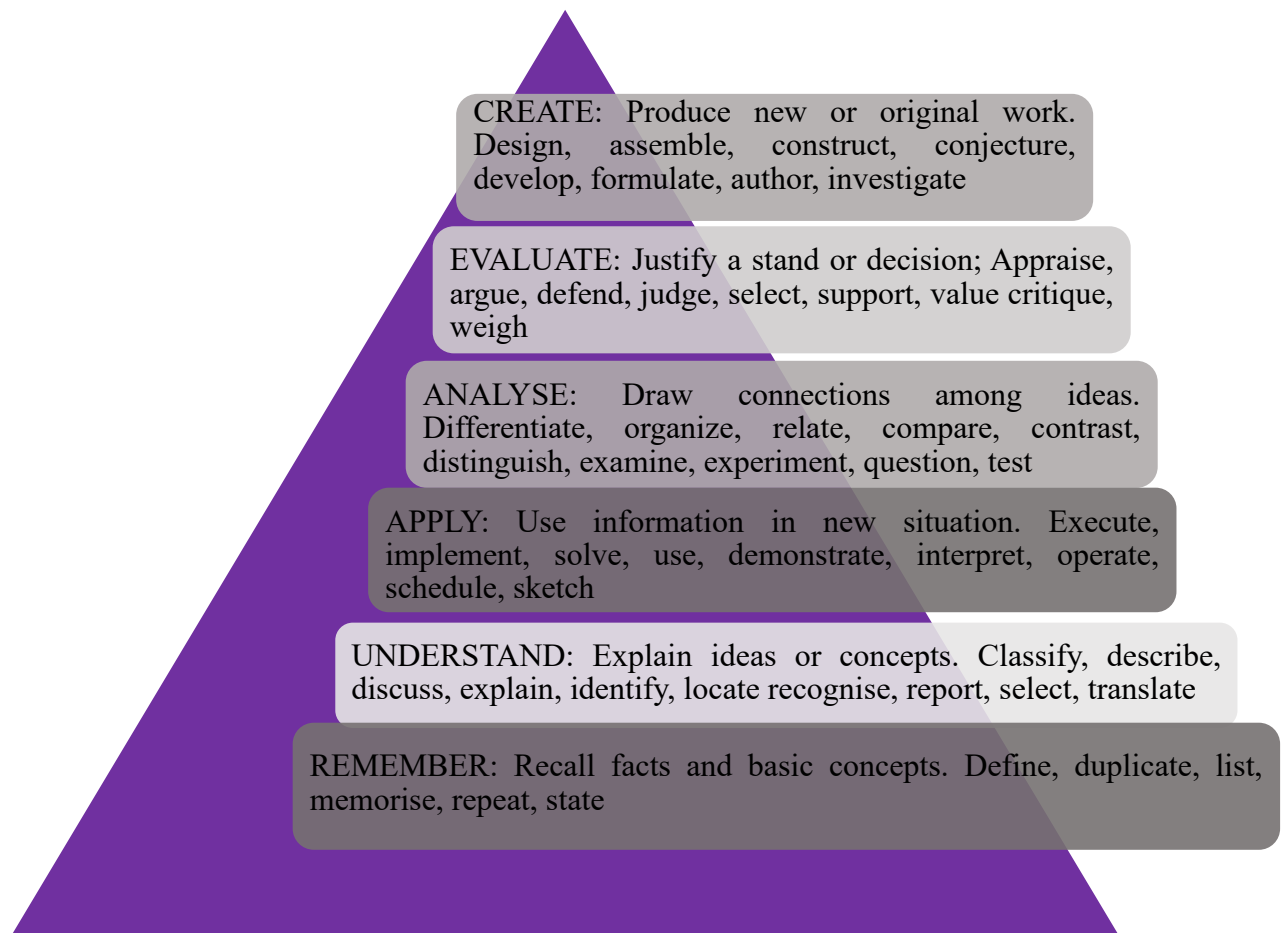 CREATE: Produce new or original work.
Design, assemble, construct, conjecture,
develop, formulate, author, investigate
EVALUATE: Justify a stand or decision; Appraise,
argue, defend, judge, select, support, value critique,
weigh
ANALYSE: Draw connections among ideas.
Differentiate, organize, relate, compare, contrast,
distinguish, examine, experiment, question, test
APPLY: Use information in new situation. Execute,
implement, solve, use, demonstrate, interpret, operate,
schedule, sketch
UNDERSTAND: Explain ideas or concepts. Classify, describe,
discuss, explain, identify, locate recognise, report, select, translate
REMEMBER: Recall facts and basic concepts. Define, duplicate, list,
memorise, repeat, state